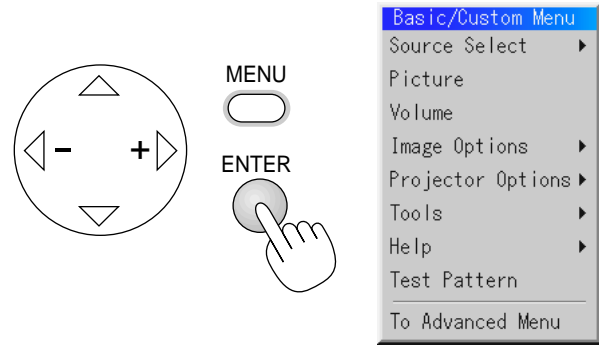 MENU
- +
ENTER
Basic/Custom Menu
Source Select
Picture
Volume
Image Options
Projector Options
Tools
Help
Test Pattern
To Advanced Menu